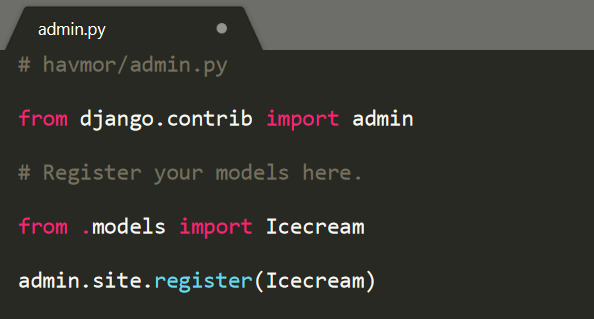 admin.py
# havmor/admin.py
from django.contrib import admin
# Register your models here.
from .models import Icecream
admin.site.register(Icecream)